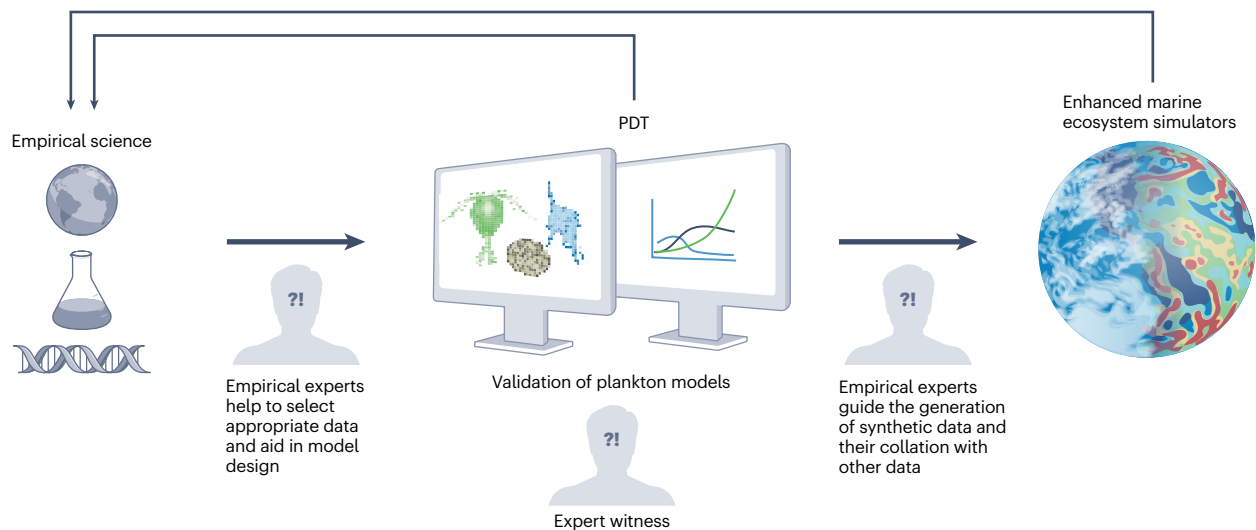 Empirical science
PDT
Enhanced marine
ecosystem simulators
?!
Empirical experts
help to select
appropriate data
and aid in model
design
Validation of plankton models
?!
Expert witness
?!
Empirical experts
guide the generation
of synthetic data and
their collation with
other data